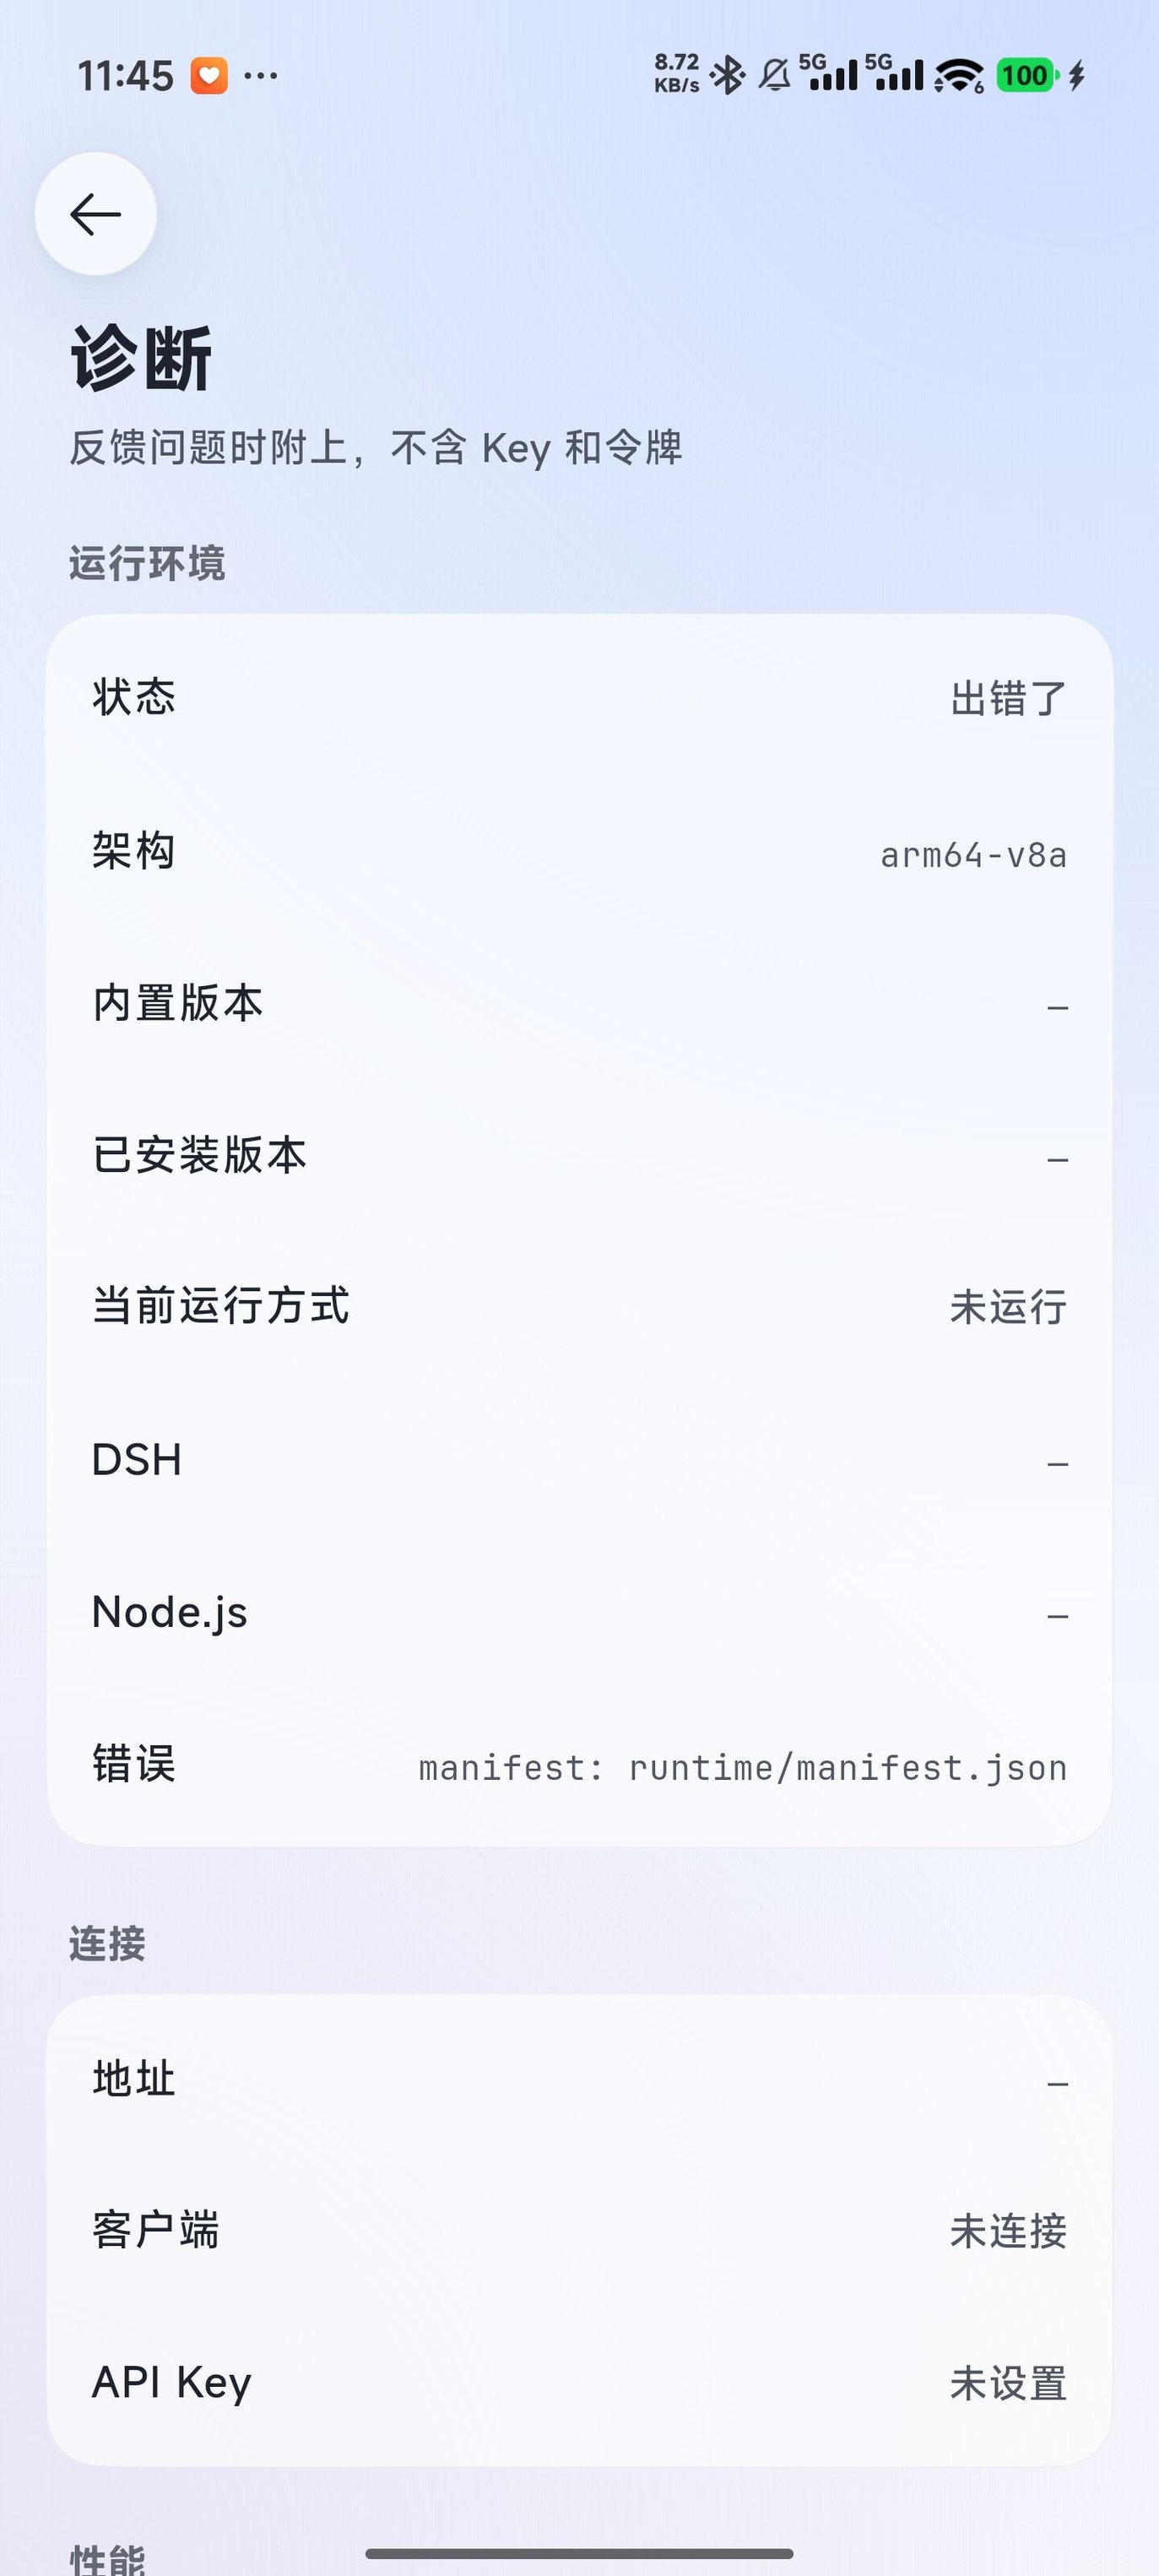 11:45
8.72 KB/s
5G 5G 6 100
诊断
反馈问题时附上，不含 Key 和令牌
运行环境
状态 出错了
架构 arm64-v8a
内置版本 —
已安装版本 —
当前运行方式 未运行
DSH —
Node.js —
错误 manifest: runtime/manifest.json
连接
地址 —
客户端 未连接
API Key 未设置
性能